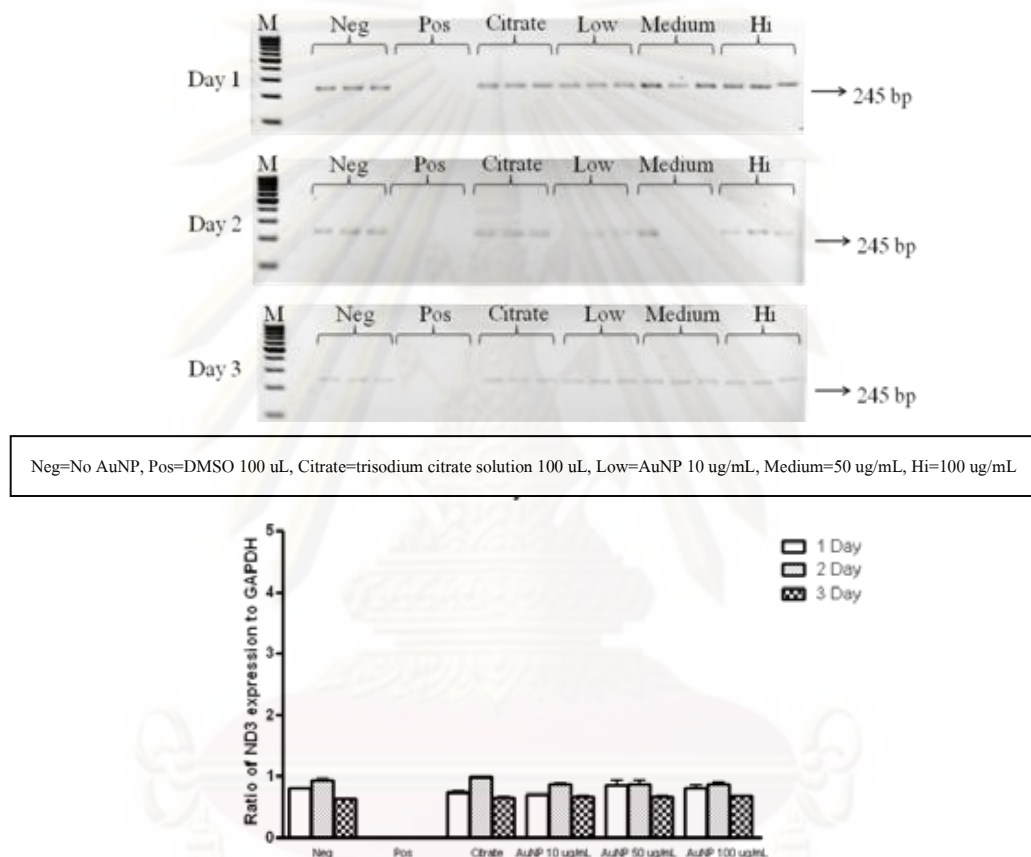 M Neg Pos Citrate Low Medium Hi
Day 1
245 bp
M Neg Pos Citrate Low Medium Hi
Day 2
245 bp
M Neg Pos Citrate Low Medium Hi
Day 3
245 bp
Neg=No AuNP, Pos=DMSO 100 uL, Citrate=trisodium citrate solution 100 uL, Low=AuNP 10 ug/mL, Medium=50 ug/mL, Hi=100 ug/mL
Ratio of ND3 expression to GAPDH
5
4
3
2
1
0
1 Day
2 Day
3 Day
Neg Pos Citrate AuNP 10 ug/mL AuNP 50 ug/mL AuNP 100 ug/mL